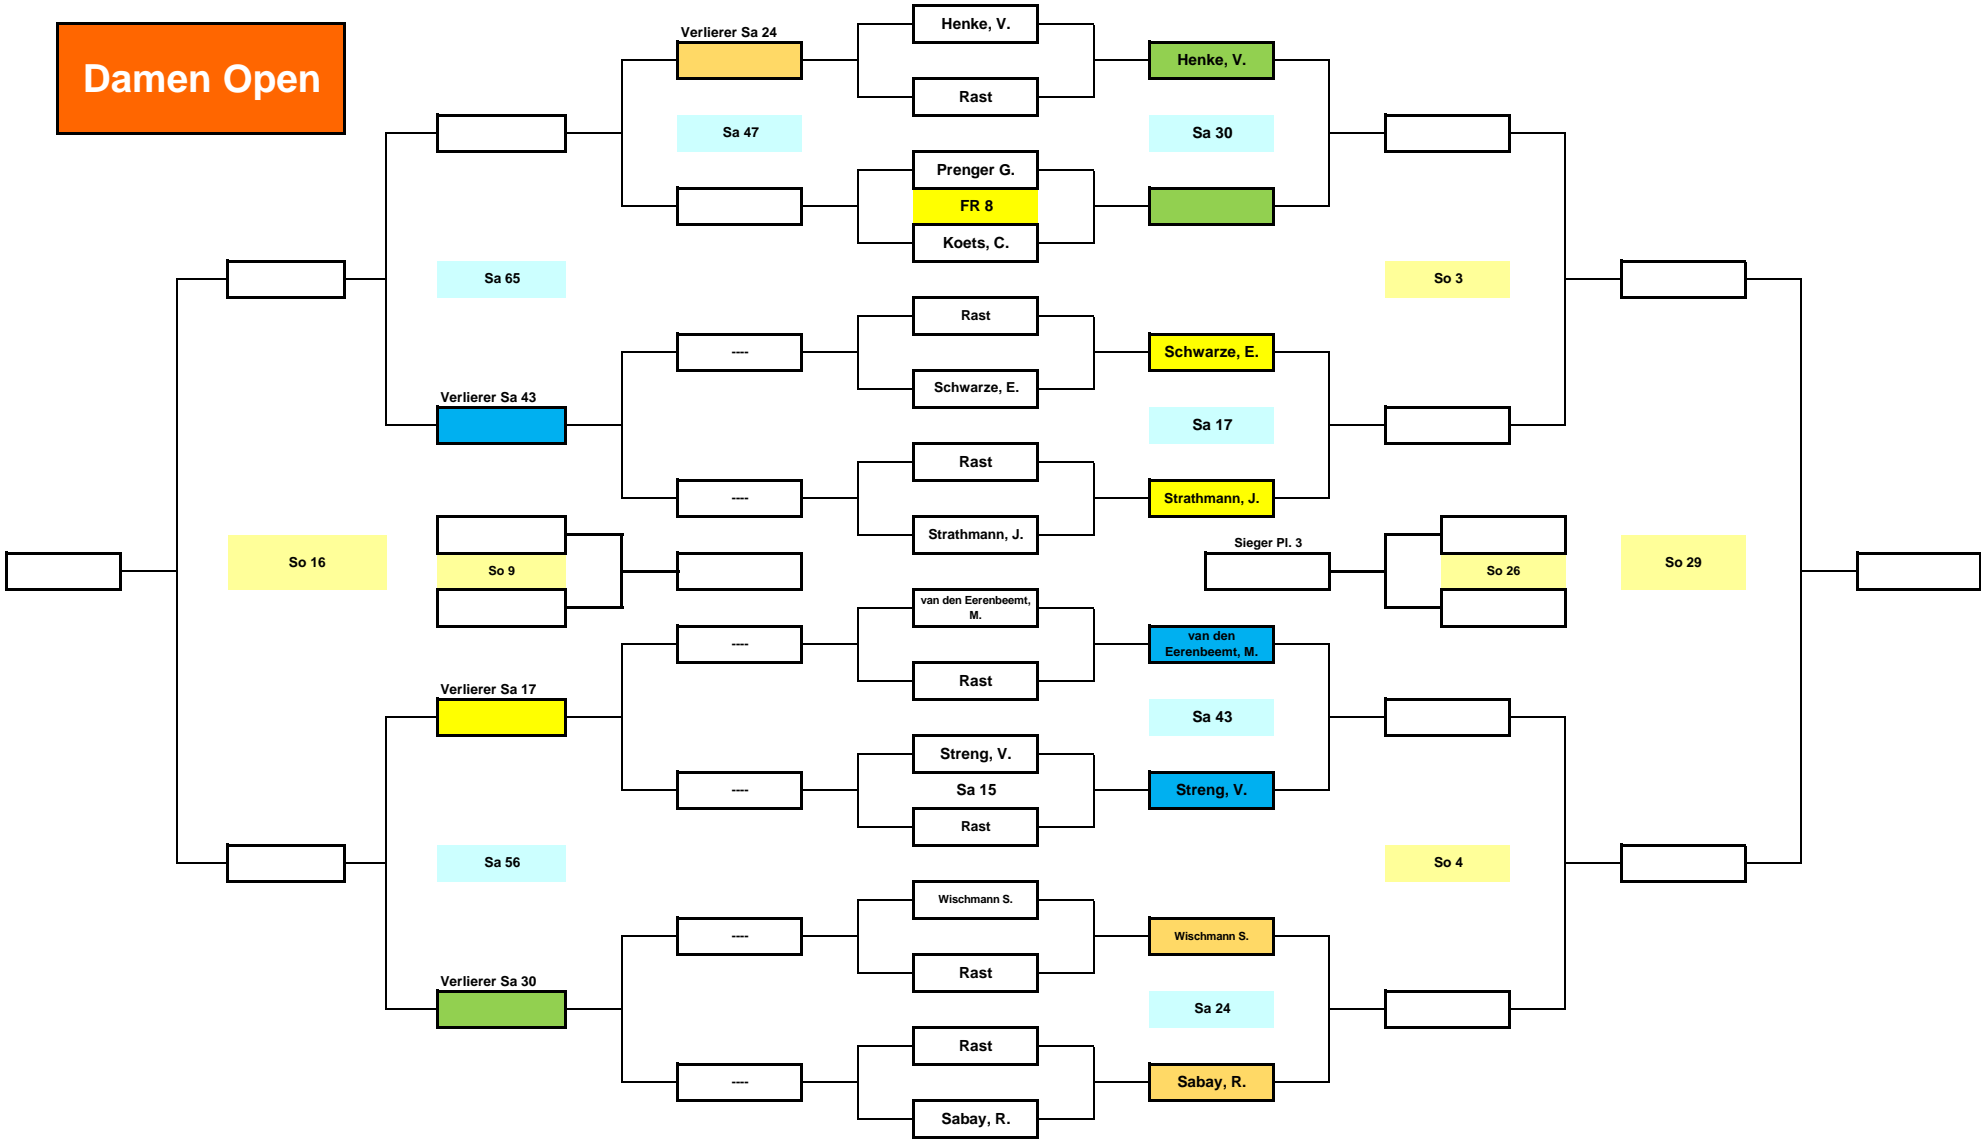 Damen Open
Verlierer Sa 24
Henke, V.
Henke, V.
Rast
Sa 47
Sa 30
Prenger G.
FR 8
Koets, C.
Sa 65
So 3
Rast
----
Schwarze, E.
Schwarze, E.
Verlierer Sa 43
Sa 17
Rast
----
Strathmann, J.
Strathmann, J.
So 16
So 9
Sieger Pl. 3
So 26
So 29
van den Eerenbeemt,
M.
----
van den
Eerenbeemt, M.
Rast
Verlierer Sa 17
Sa 43
Streng, V.
----
Sa 15
Streng, V.
Rast
Sa 56
So 4
Wischmann S.
----
Wischmann S.
Rast
Verlierer Sa 30
Sa 24
Rast
----
Sabay, R.
Sabay, R.